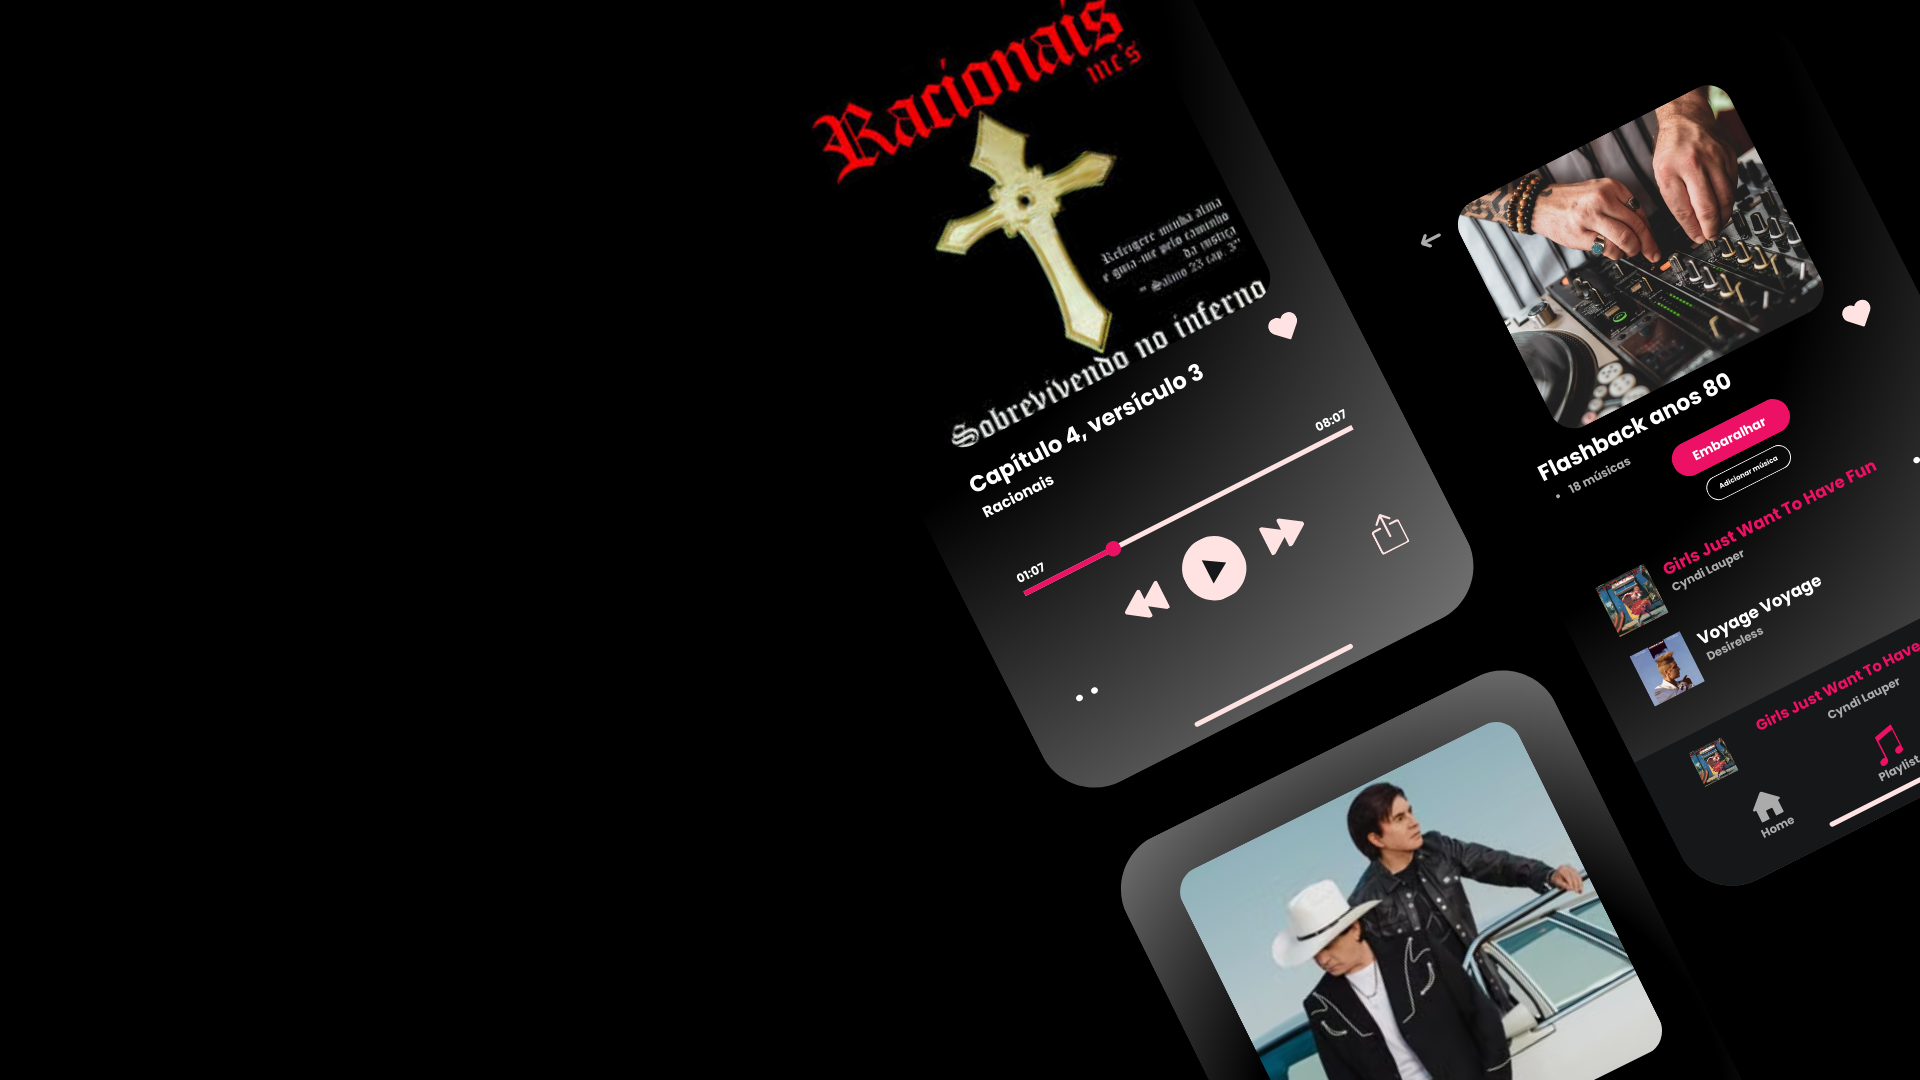 Racionais
mc's
Refrigere minha alma
e guia-me pelo caminho
da justiça
" Salmo 23 cap. 3"
Sobrevivendo no inferno
Capítulo 4, versículo 3
Racionais
01:07
08:07
Flashback anos 80
• 18 músicas
Embaralhar
Adicionar música
Girls Just Want To Have Fun
Cyndi Lauper
Voyage Voyage
Desireless
Girls Just Want To Have
Cyndi Lauper
Home
Playlist